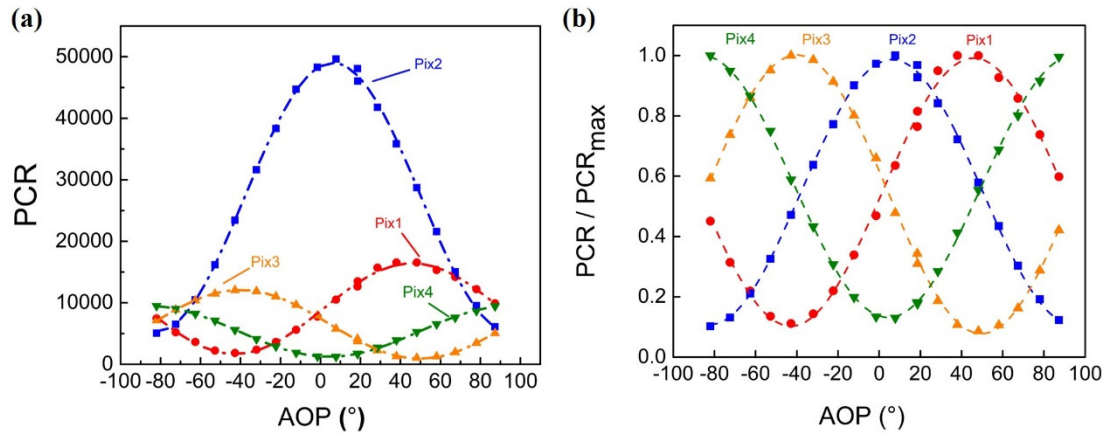 (a)
50000
40000
30000
20000
10000
0
PCR
Pix2
Pix1
Pix3
Pix4
-100 -80 -60 -40 -20 0 20 40 60 80 100
AOP (°)
(b)
Pix4 Pix3 Pix2 Pix1
1.0
0.8
0.6
0.4
0.2
0.0
PCR / PCRmax
-100 -80 -60 -40 -20 0 20 40 60 80 100
AOP (°)